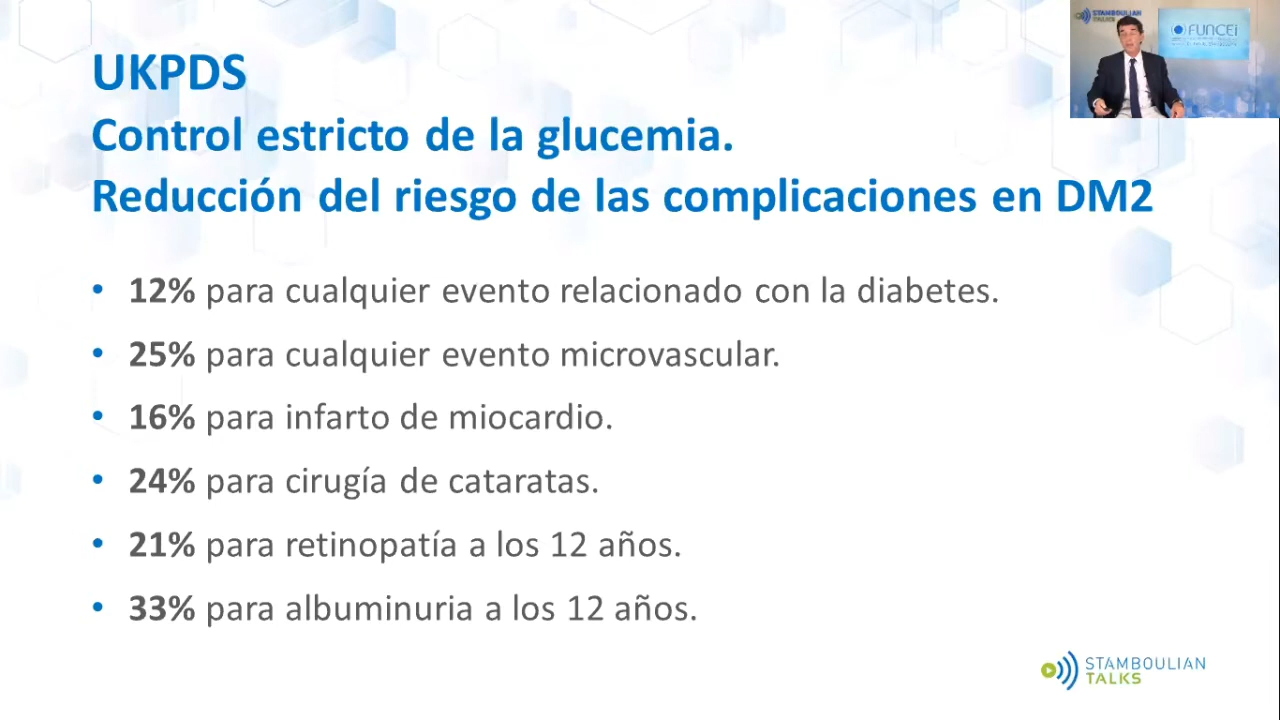 STAMBOULIAN
TALKS
FUNCEi
UKPDS
Control estricto de la glucemia.
Reducción del riesgo de las complicaciones en DM2
• 12% para cualquier evento relacionado con la diabetes.
• 25% para cualquier evento microvascular.
• 16% para infarto de miocardio.
• 24% para cirugía de cataratas.
• 21% para retinopatía a los 12 años.
• 33% para albuminuria a los 12 años.
STAMBOULIAN
TALKS